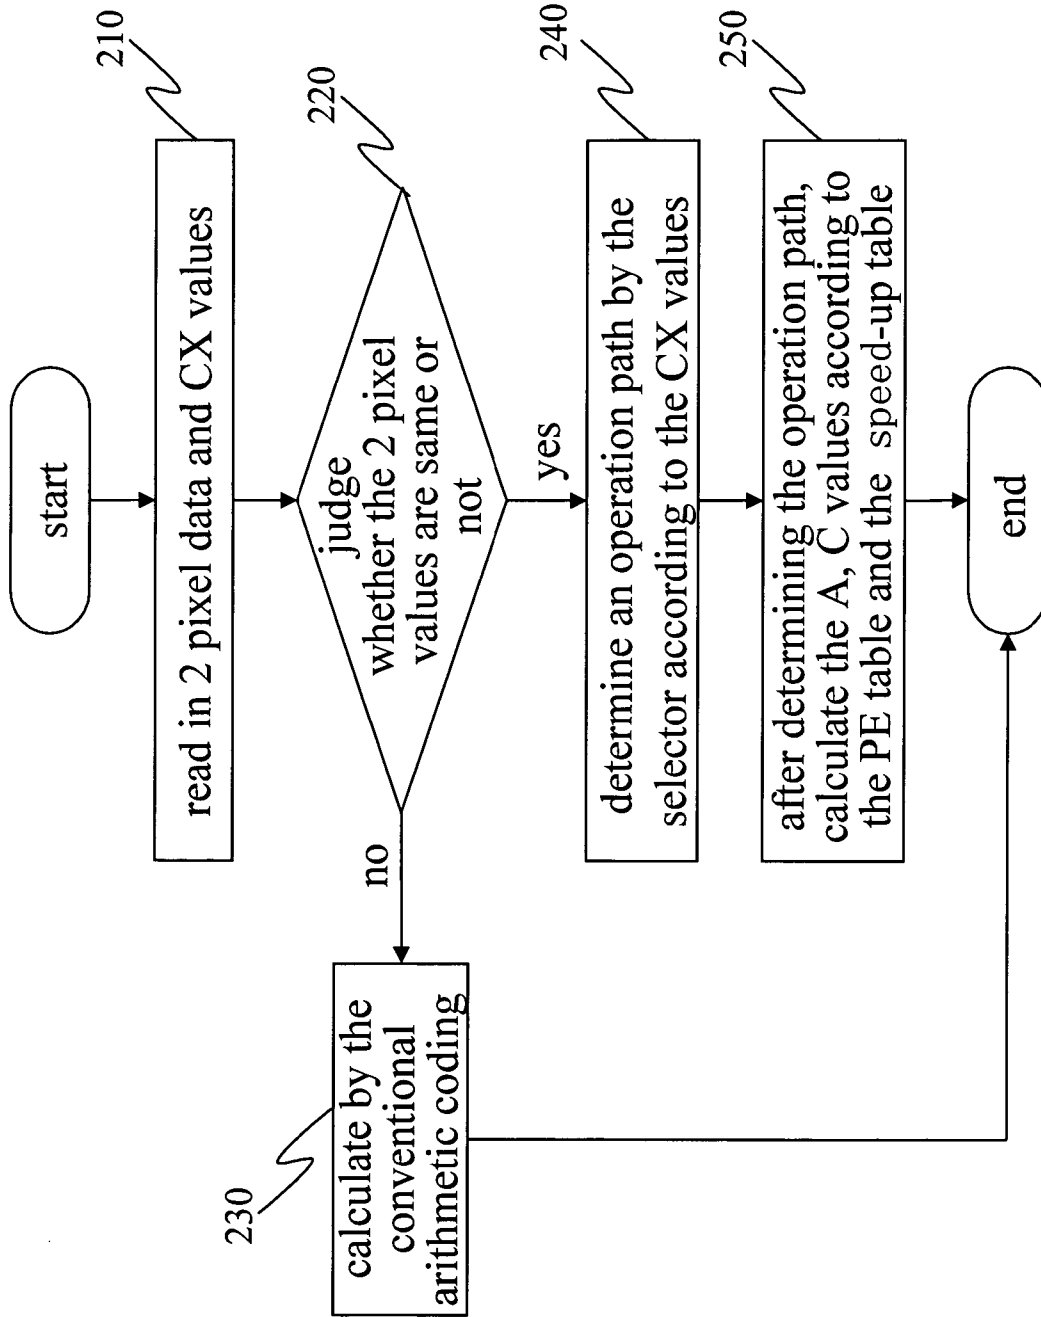 start
210
read in 2 pixel data and CX values
220
judge
whether the 2 pixel
values are same or
not
no
yes
230
calculate by the
conventional
arithmetic coding
240
determine an operation path by the
selector according to the CX values
250
after determining the operation path,
calculate the A, C values according to
the PE table and the speed-up table
end